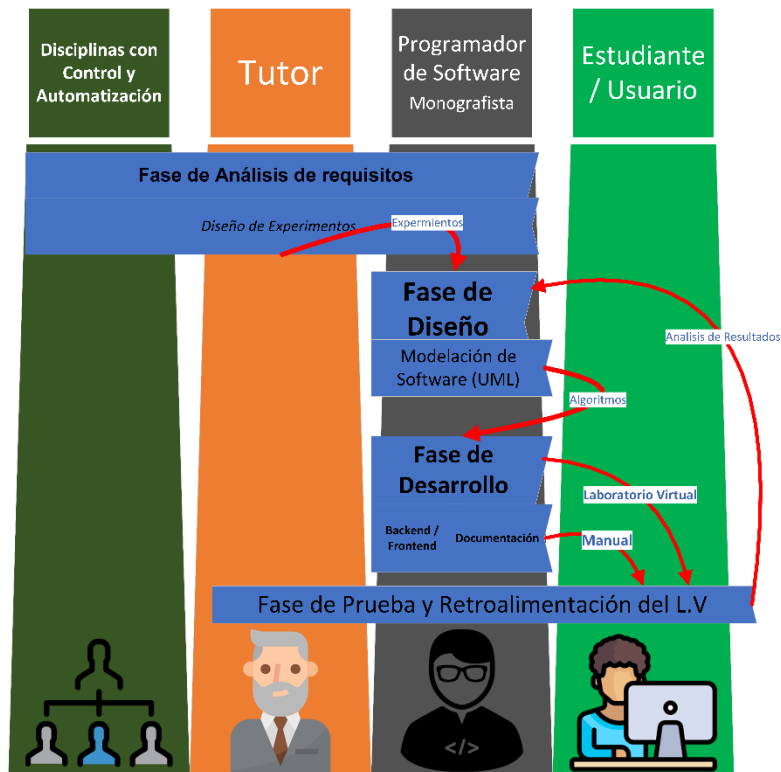 Disciplinas con
Control y
Automatización
Tutor
Programador
de Software
Monografista
Estudiante
/ Usuario
Fase de Análisis de requisitos
Diseño de Experimentos
Expermientos
Fase de
Diseño
Analisis de Resultados
Modelación de
Software (UML)
Algoritmos
Fase de
Desarrollo
Laboratorio Virtual
Backend /
Frontend
Documentación
Manual
Fase de Prueba y Retroalimentación del L.V
</>